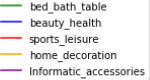 bed_bath_table
beauty_health
sports_leisure
home_decoration
Informatic_accessories